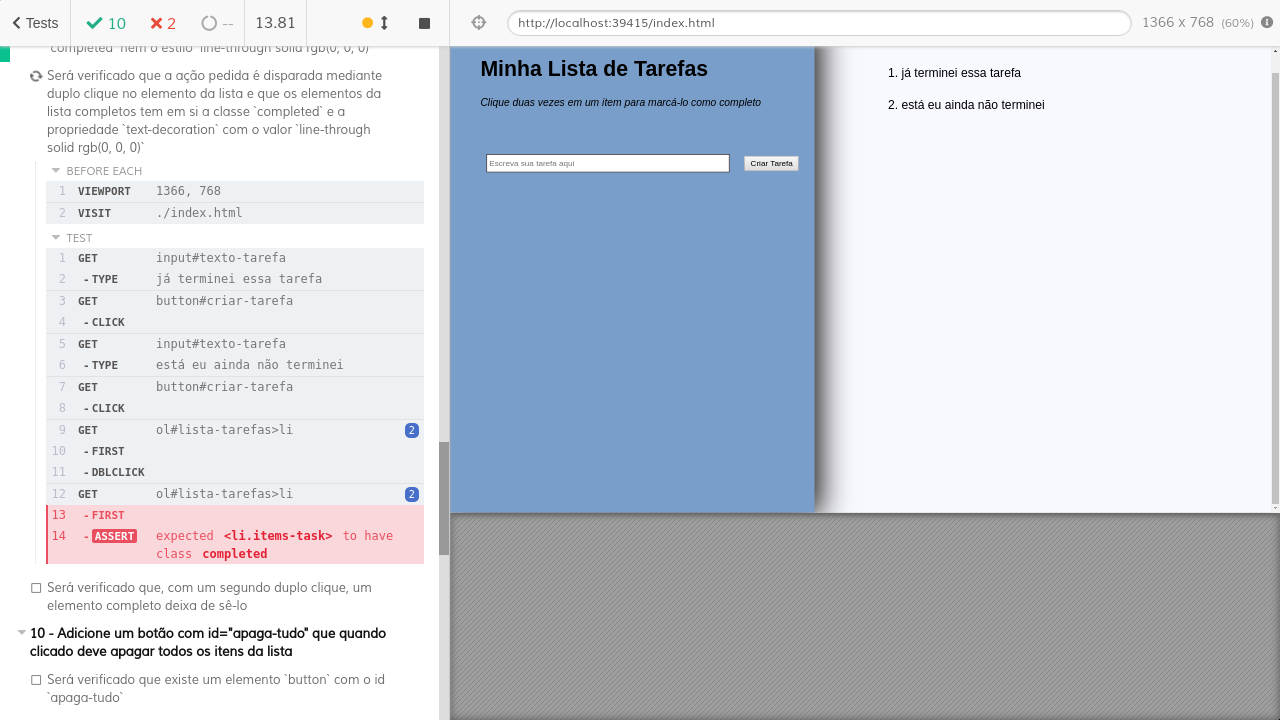 Tests
10
2
--
13.81
http://localhost:39415/index.html
1366 x 768 (60%)
`completed` nem o estilo `line-through solid rgb(0, 0, 0)`
Será verificado que a ação pedida é disparada mediante
duplo clique no elemento da lista e que os elementos da
lista completos tem em si a classe `completed` e a
propriedade `text-decoration` com o valor `line-through
solid rgb(0, 0, 0)`
BEFORE EACH
1 VIEWPORT 1366, 768
2 VISIT ./index.html
TEST
1 GET input#texto-tarefa
2 -TYPE já terminei essa tarefa
3 GET button#criar-tarefa
4 -CLICK
5 GET input#texto-tarefa
6 -TYPE está eu ainda não terminei
7 GET button#criar-tarefa
8 -CLICK
9 GET ol#lista-tarefas>li 2
10 -FIRST
11 -DBLCLICK
12 GET ol#lista-tarefas>li 2
13 -FIRST
14 -ASSERT expected <li.items-task> to have
class completed
Será verificado que, com um segundo duplo clique, um
elemento completo deixa de sê-lo
10 - Adicione um botão com id="apaga-tudo" que quando
clicado deve apagar todos os itens da lista
Será verificado que existe um elemento `button` com o id
`apaga-tudo`
Minha Lista de Tarefas
Clique duas vezes em um item para marcá-lo como completo
Escreva sua tarefa aqui
Criar Tarefa
1. já terminei essa tarefa
2. está eu ainda não terminei